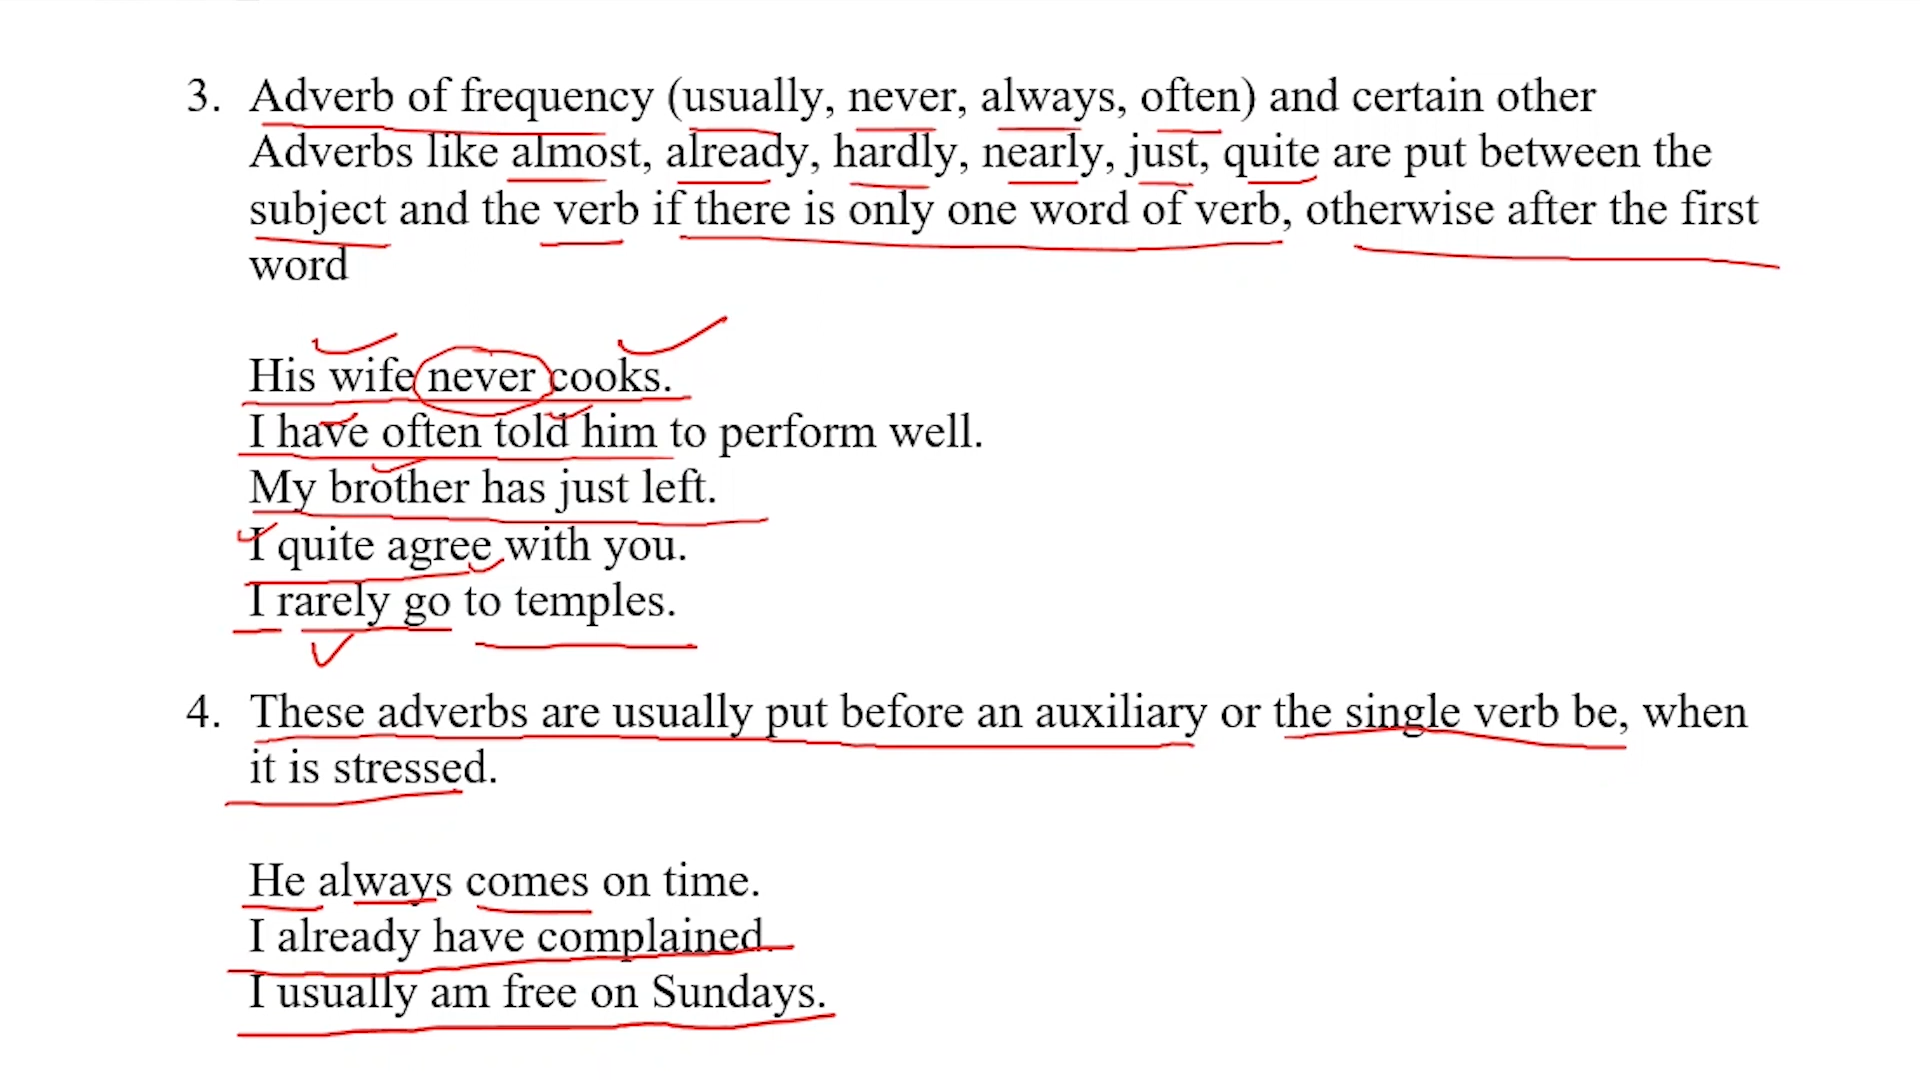 3. Adverb of frequency (usually, never, always, often) and certain other
Adverbs like almost, already, hardly, nearly, just, quite are put between the
subject and the verb if there is only one word of verb, otherwise after the first
word
His wife never cooks.
I have often told him to perform well.
My brother has just left.
I quite agree with you.
I rarely go to temples.
4. These adverbs are usually put before an auxiliary or the single verb be, when
it is stressed.
He always comes on time.
I already have complained.
I usually am free on Sundays.